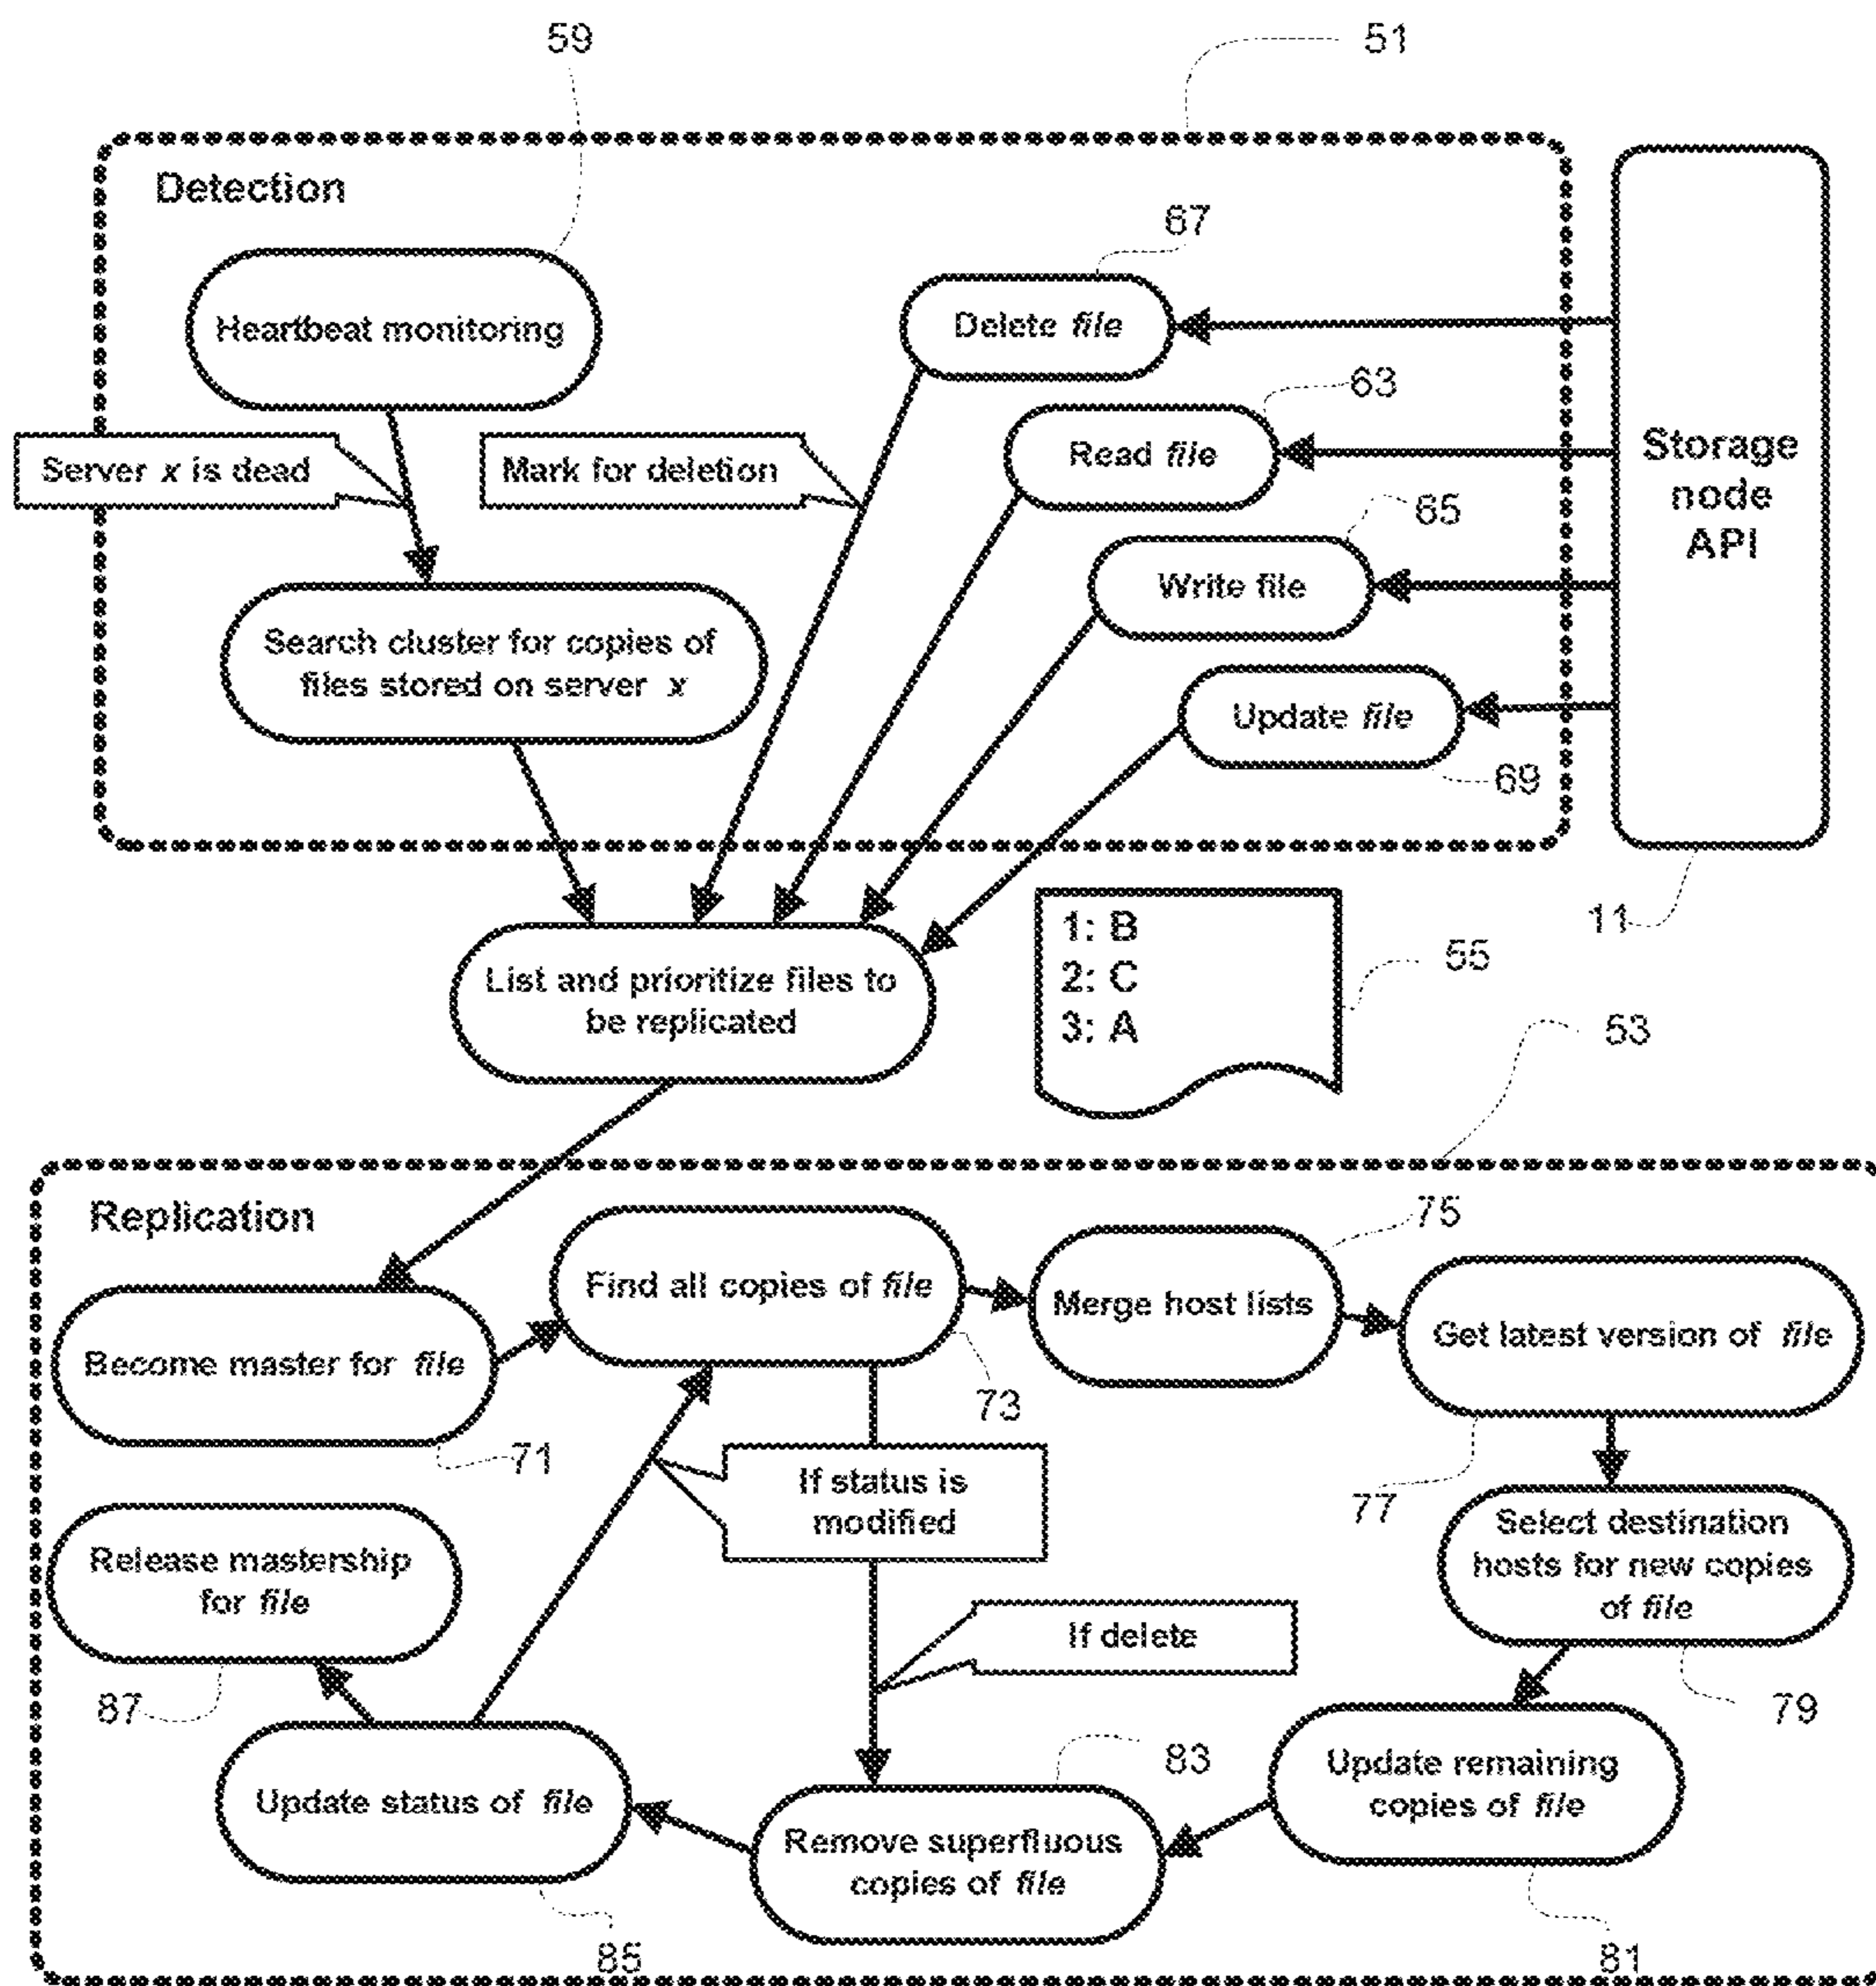 59
51
Detection
67
Heartbeat monitoring
Delete file
63
Storage
node
API
Server x is dead
Mark for deletion
Read file
65
Write file
Search cluster for copies of
files stored on server x
Update file
69
11
1: B
2: C
3: A
55
List and prioritize files to
be replicated
53
Replication
75
Find all copies of file
Merge host lists
Get latest version of file
Become master for file
73
71
If status is
modified
77
Select destination
hosts for new copies
of file
Release mastership
for file
If delete
87
79
83
Update remaining
copies of file
Update status of file
Remove superfluous
copies of file
85
81